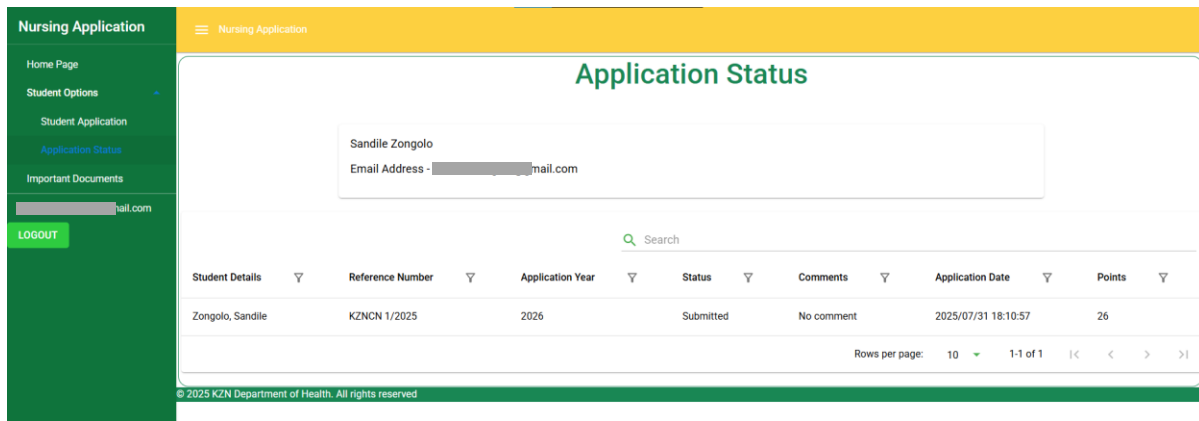 Nursing Application
Nursing Application
Home Page
Student Options
Student Application
Application Status
Important Documents
hail.com
LOGOUT
Application Status
Sandile Zongolo
Email Address - mail.com
Search
Student Details Reference Number Application Year Status Comments Application Date Points
Zongolo, Sandile KZNCN 1/2025 2026 Submitted No comment 2025/07/31 18:10:57 26
Rows per page: 10 1-1 of 1
© 2025 KZN Department of Health. All rights reserved